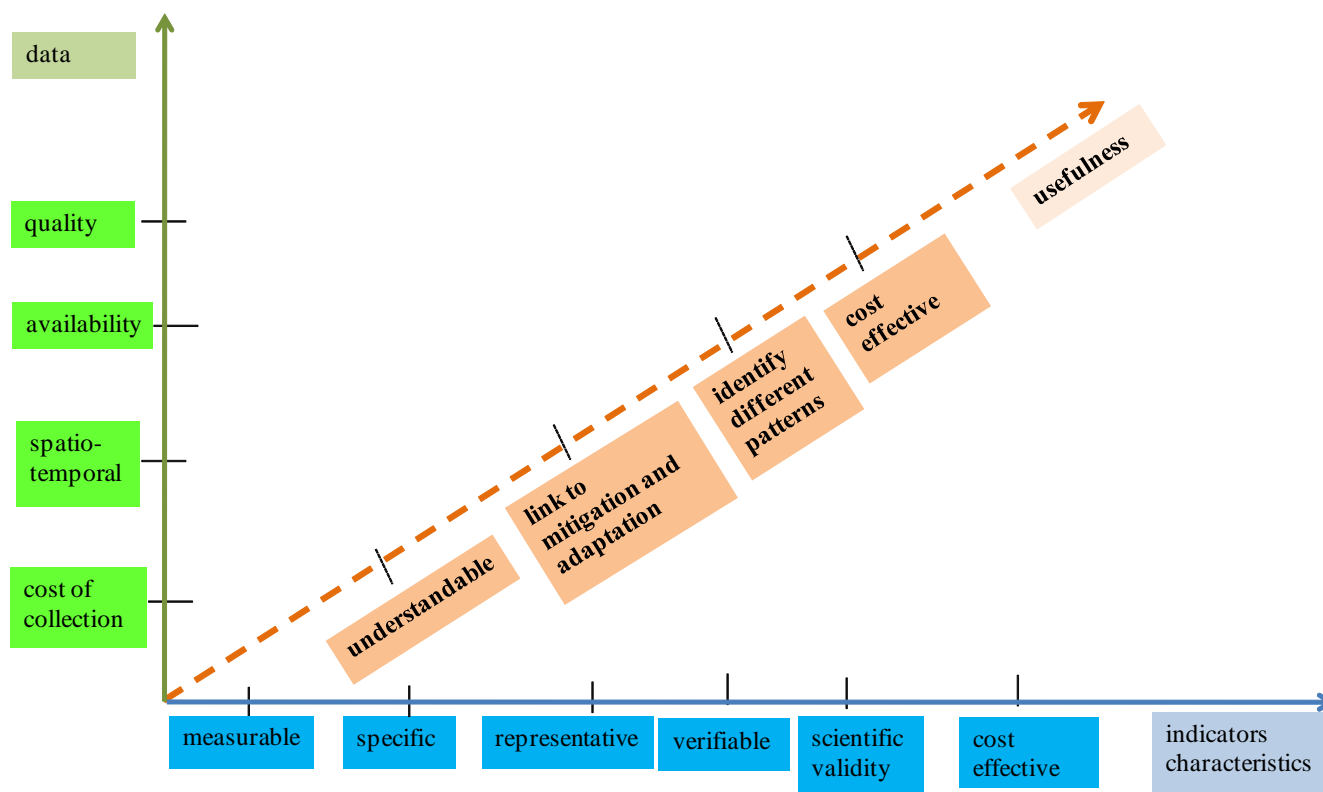 data
quality
availability
spatio-
temporal
cost of
collection
usefulness
cost
effective
identify
different
patterns
link to
mitigation and
adaptation
understandable
measurable
specific
representative
verifiable
scientific
validity
cost
effective
indicators
characteristics